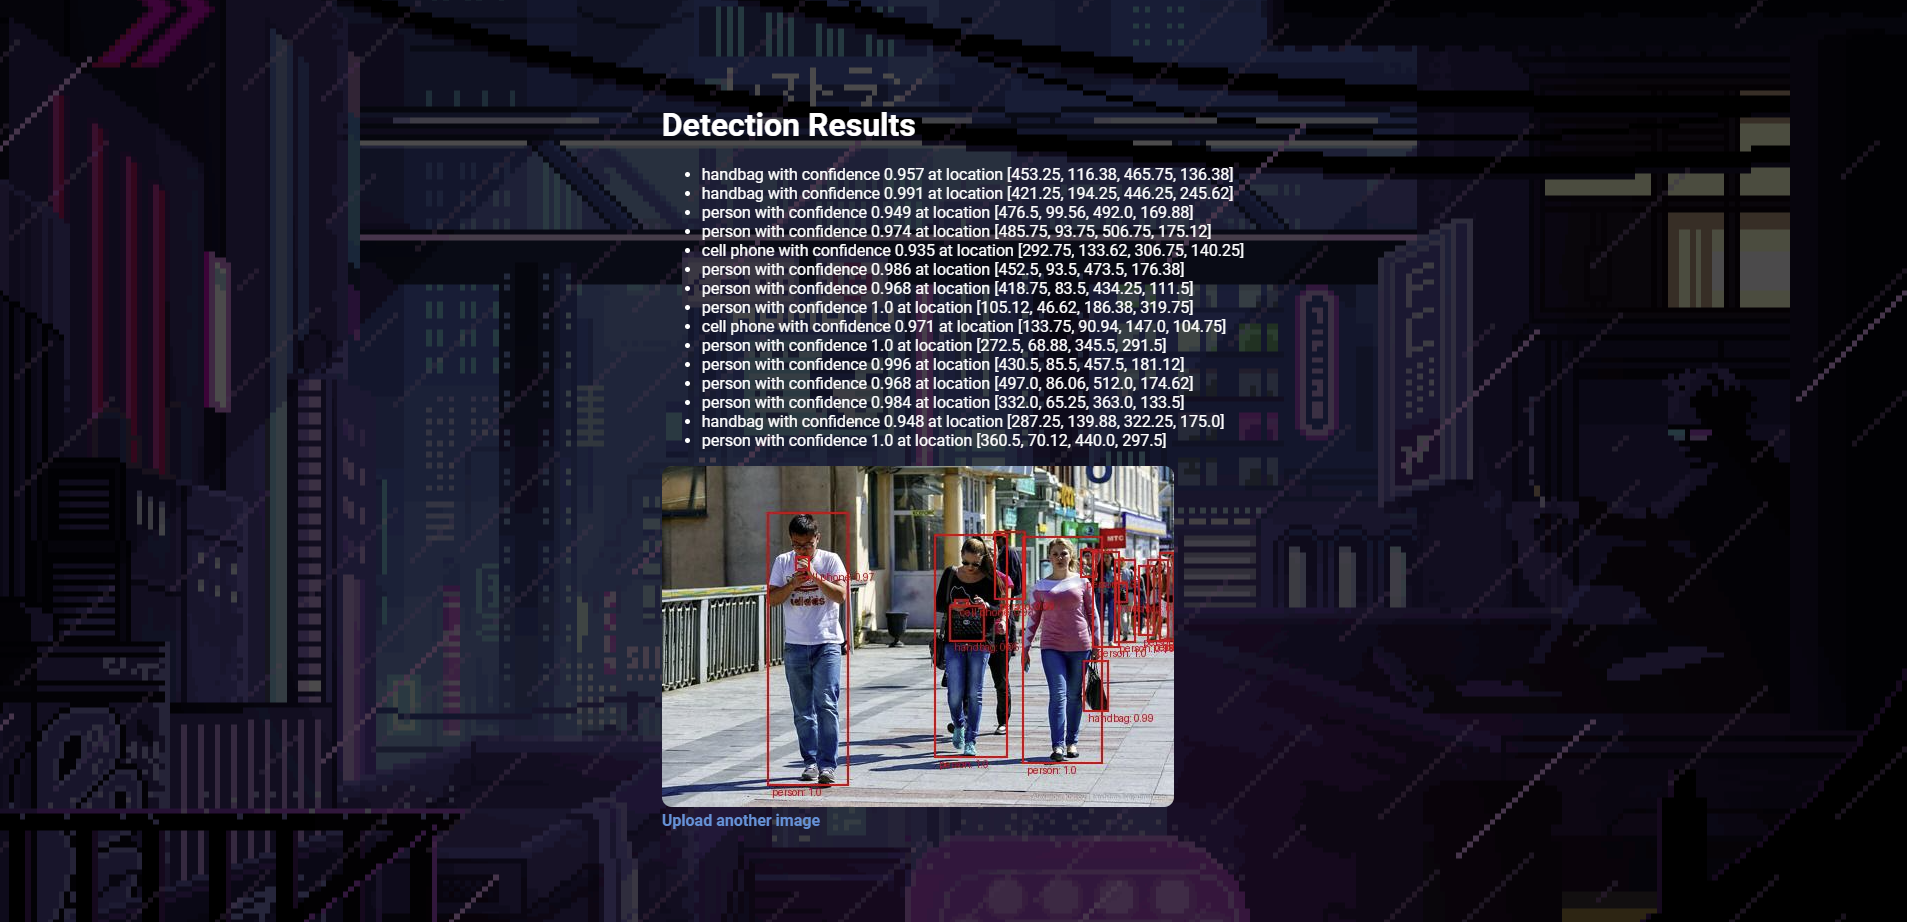 レストラン
Detection Results
handbag with confidence 0.957 at location [453.25, 116.38, 465.75, 136.38]
handbag with confidence 0.991 at location [421.25, 194.25, 446.25, 245.62]
person with confidence 0.949 at location [476.5, 99.56, 492.0, 169.88]
person with confidence 0.974 at location [485.75, 93.75, 506.75, 175.12]
cell phone with confidence 0.935 at location [292.75, 133.62, 306.75, 140.25]
person with confidence 0.986 at location [452.5, 93.5, 473.5, 176.38]
person with confidence 0.968 at location [418.75, 83.5, 434.25, 111.5]
person with confidence 1.0 at location [105.12, 46.62, 186.38, 319.75]
cell phone with confidence 0.971 at location [133.75, 90.94, 147.0, 104.75]
person with confidence 1.0 at location [272.5, 68.88, 345.5, 291.5]
person with confidence 0.996 at location [430.5, 85.5, 457.5, 181.12]
person with confidence 0.968 at location [497.0, 86.06, 512.0, 174.62]
person with confidence 0.984 at location [332.0, 65.25, 363.0, 133.5]
handbag with confidence 0.948 at location [287.25, 139.88, 322.25, 175.0]
person with confidence 1.0 at location [360.5, 70.12, 440.0, 297.5]
МТС
cell phone: 0.97
adidas
handbag: 0.95
person: 1.0
handbag: 0.99
person: 1.0
person: 1.0
person: 1.0
Upload another image